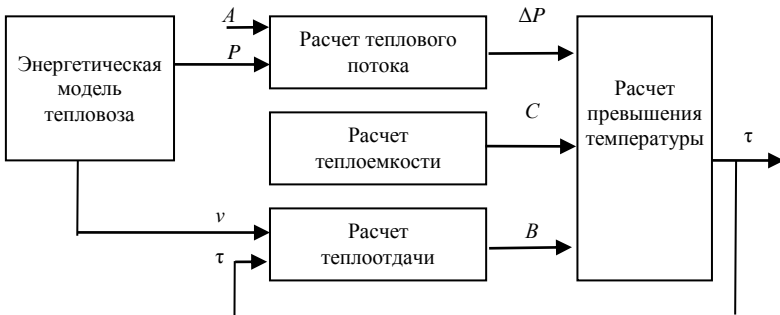 A
ΔP
Расчет теплового
потока
P
Энергетическая
модель
тепловоза
Расчет
превышения
температуры
C
Расчет
теплоемкости
τ
v
B
Расчет
теплоотдачи
τ